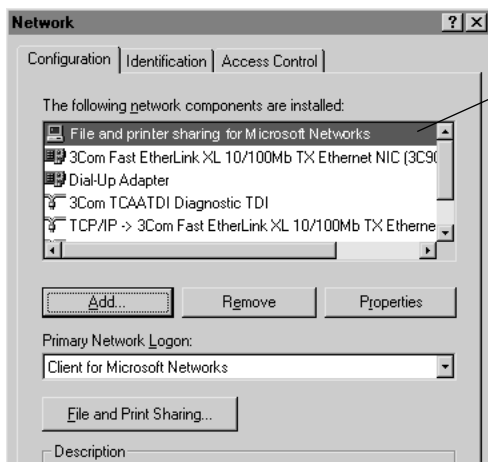 Network
Configuration Identification Access Control
The following network components are installed:
File and printer sharing for Microsoft Networks
3Com Fast EtherLink XL 10/100Mb TX Ethernet NIC (3C90
Dial-Up Adapter
3Com TCAATDI Diagnostic TDI
TCP/IP -> 3Com Fast EtherLink XL 10/100Mb TX Etherne
Add... Remove Properties
Primary Network Logon:
Client for Microsoft Networks
File and Print Sharing...
Description